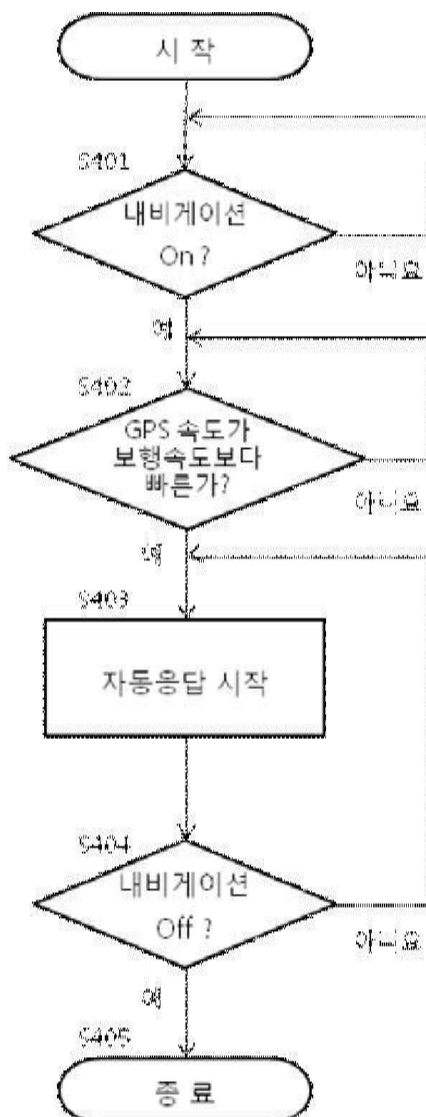 시 작
S401
내비게이션
On ?
아니요
예
S402
GPS 속도가
보행속도보다
빠른가?
아니요
예
S403
자동응답 시작
S404
내비게이션
Off ?
아니요
예
S405
종 료